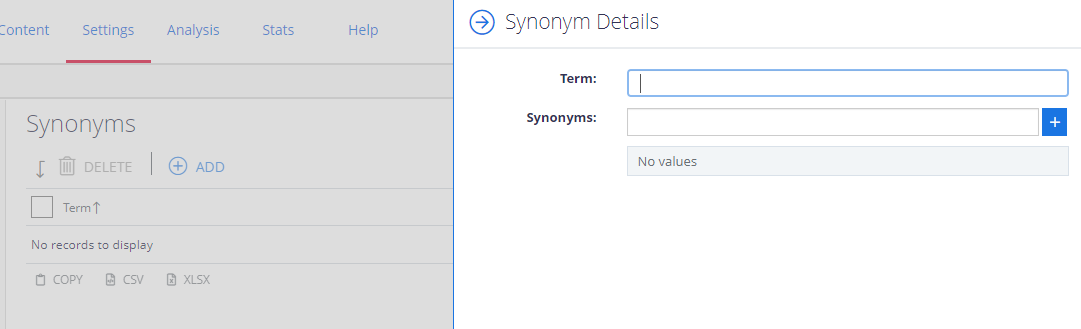 Content Settings Analysis Stats Help
Synonyms
DELETE ADD
Term↑
No records to display
COPY CSV XLSX
Synonym Details
Term:
Synonyms:
+
No values